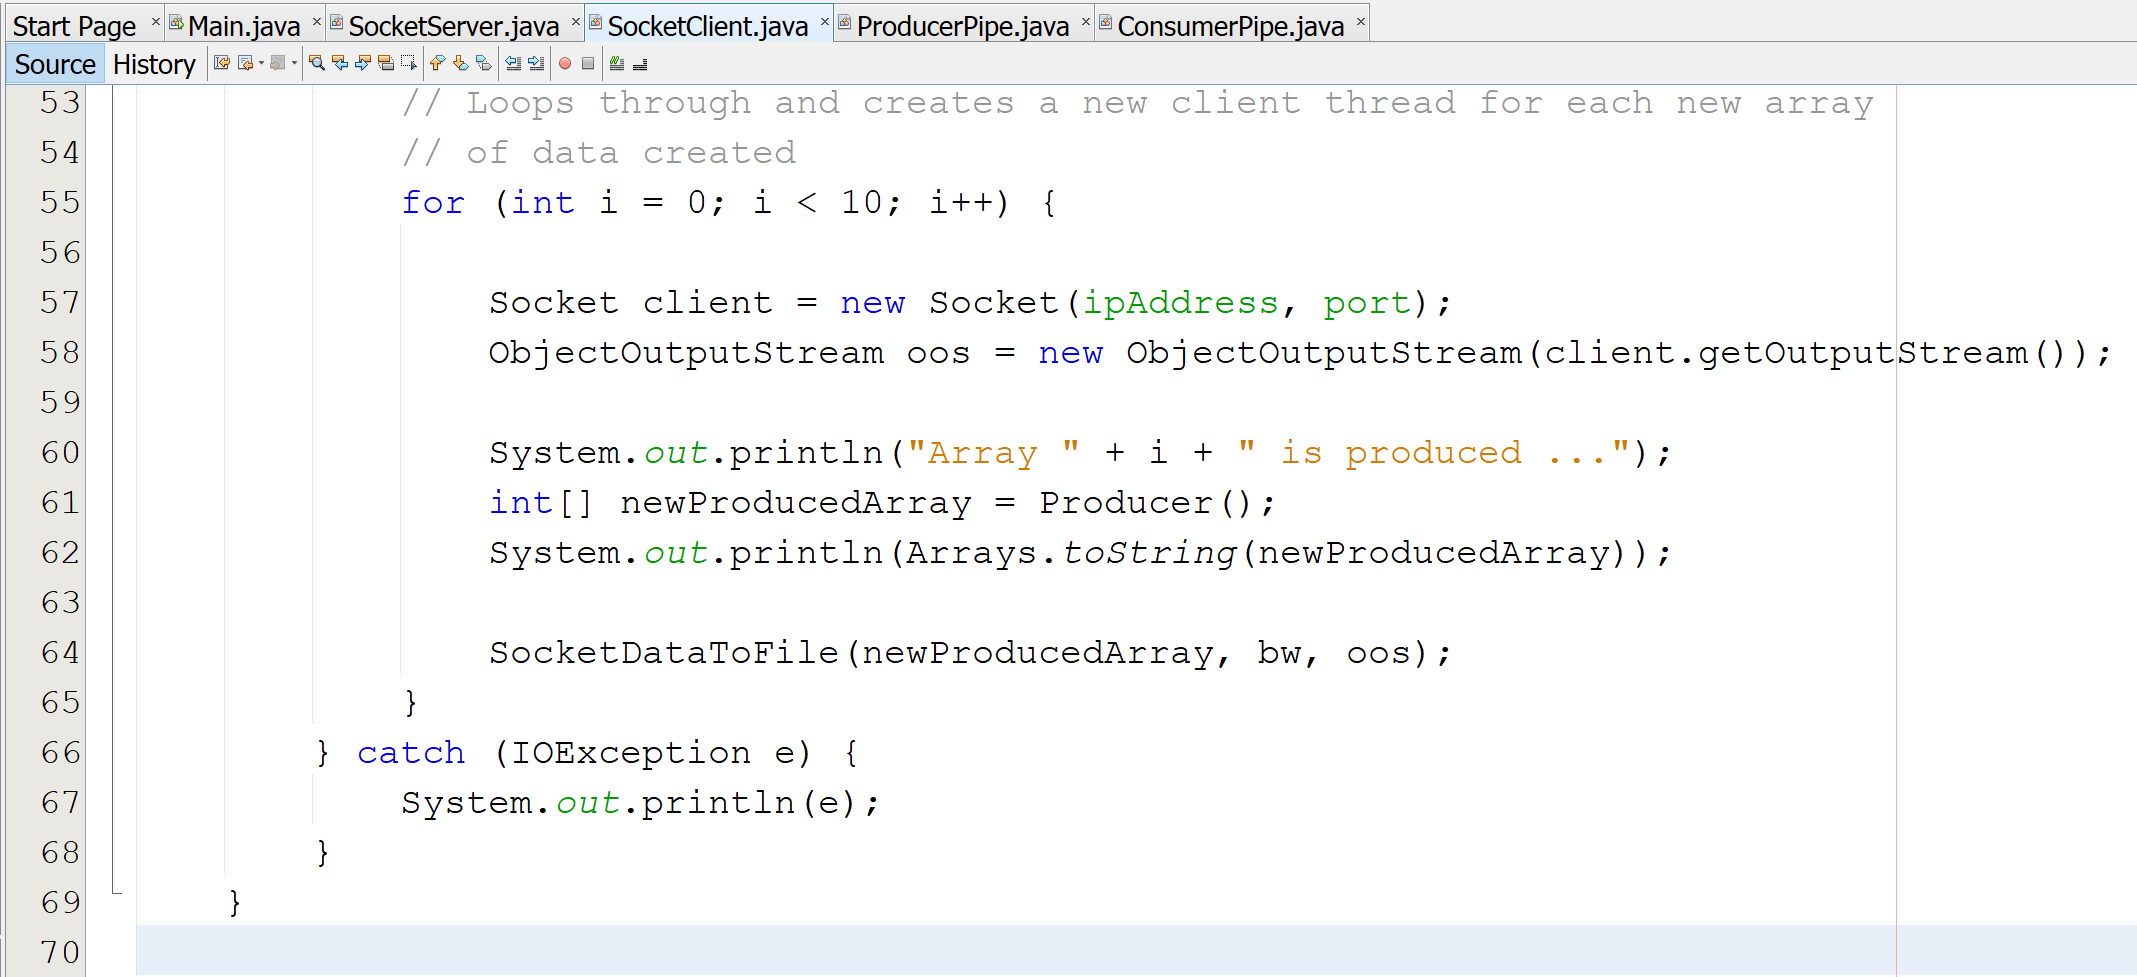 Start Page × Main.java × SocketServer.java × SocketClient.java × ProducerPipe.java × ConsumerPipe.java ×
Source History
53 // Loops through and creates a new client thread for each new array
54 // of data created
55 for (int i = 0; i < 10; i++) {
56
57 Socket client = new Socket(ipAddress, port);
58 ObjectOutputStream oos = new ObjectOutputStream(client.getOutputStream());
59
60 System.out.println("Array " + i + " is produced ...");
61 int[] newProducedArray = Producer();
62 System.out.println(Arrays.toString(newProducedArray));
63
64 SocketDataToFile(newProducedArray, bw, oos);
65 }
66 } catch (IOException e) {
67 System.out.println(e);
68 }
69 }
70